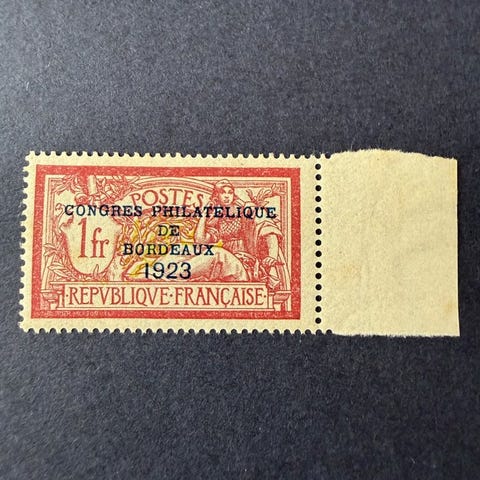 POSTES
CONGRES PHILATELIQUE
DE
1fr
BORDEAUX
1923
REPVBLIQUE·FRANÇAISE